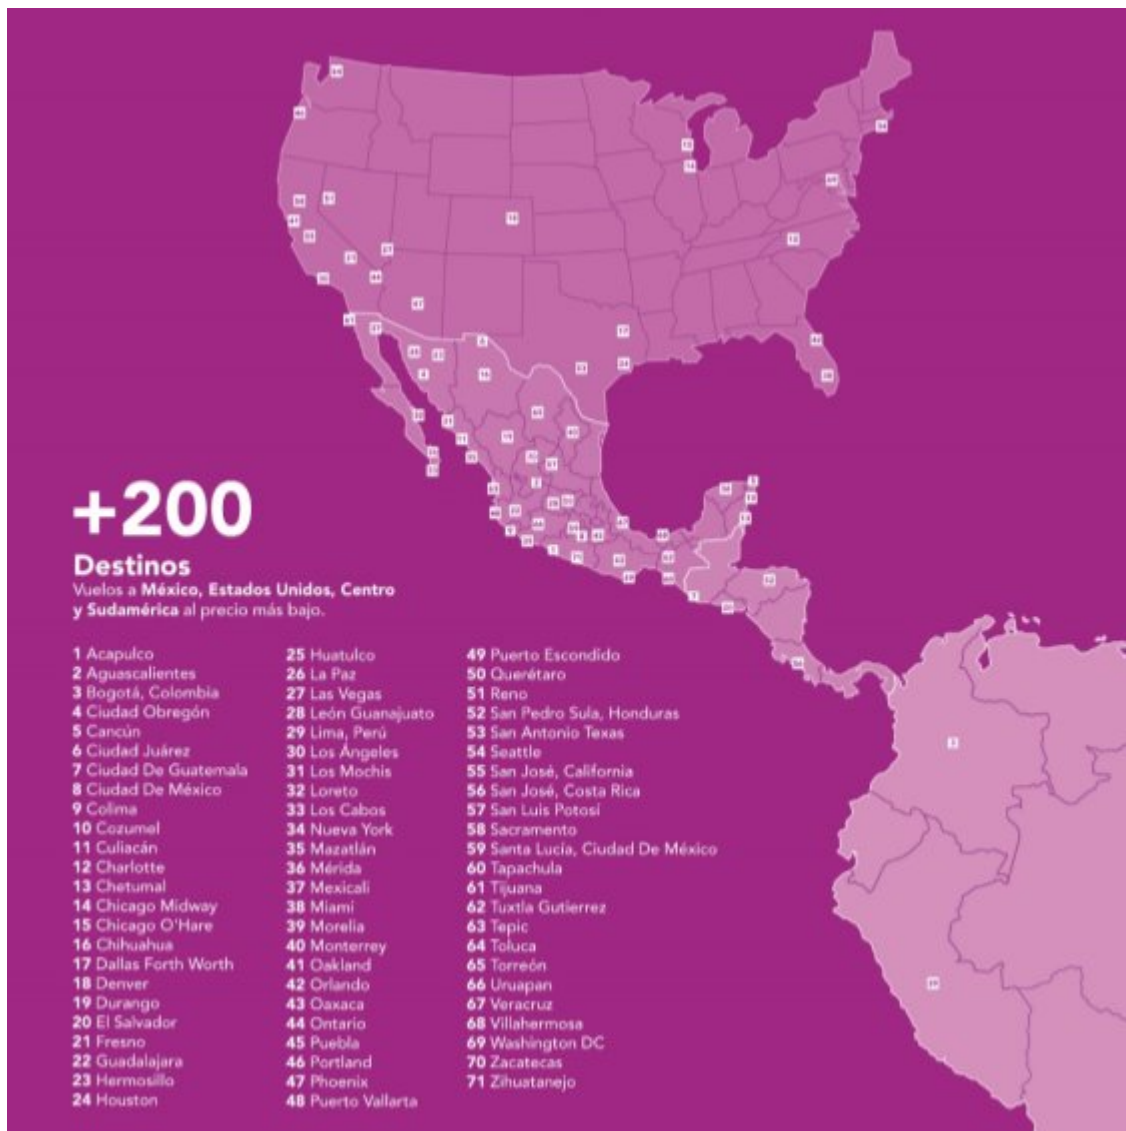 +200
Destinos
Vuelos a México, Estados Unidos, Centro
y Sudamérica al precio más bajo.
1 Acapulco
2 Aguascalientes
3 Bogotá, Colombia
4 Ciudad Obregón
5 Cancún
6 Ciudad Juárez
7 Ciudad De Guatemala
8 Ciudad De México
9 Colima
10 Cozumel
11 Culiacán
12 Charlotte
13 Chetumal
14 Chicago Midway
15 Chicago O'Hare
16 Chihuahua
17 Dallas Forth Worth
18 Denver
19 Durango
20 El Salvador
21 Fresno
22 Guadalajara
23 Hermosillo
24 Houston
25 Huatulco
26 La Paz
27 Las Vegas
28 León Guanajuato
29 Lima, Perú
30 Los Ángeles
31 Los Mochis
32 Loreto
33 Los Cabos
34 Nueva York
35 Mazatlán
36 Mérida
37 Mexicali
38 Miami
39 Morelia
40 Monterrey
41 Oakland
42 Orlando
43 Oaxaca
44 Ontario
45 Puebla
46 Portland
47 Phoenix
48 Puerto Vallarta
49 Puerto Escondido
50 Querétaro
51 Reno
52 San Pedro Sula, Honduras
53 San Antonio Texas
54 Seattle
55 San José, California
56 San José, Costa Rica
57 San Luis Potosí
58 Sacramento
59 Santa Lucía, Ciudad De México
60 Tapachula
61 Tijuana
62 Tuxtla Gutierrez
63 Tepic
64 Toluca
65 Torreón
66 Uruapan
67 Veracruz
68 Villahermosa
69 Washington DC
70 Zacatecas
71 Zihuatanejo